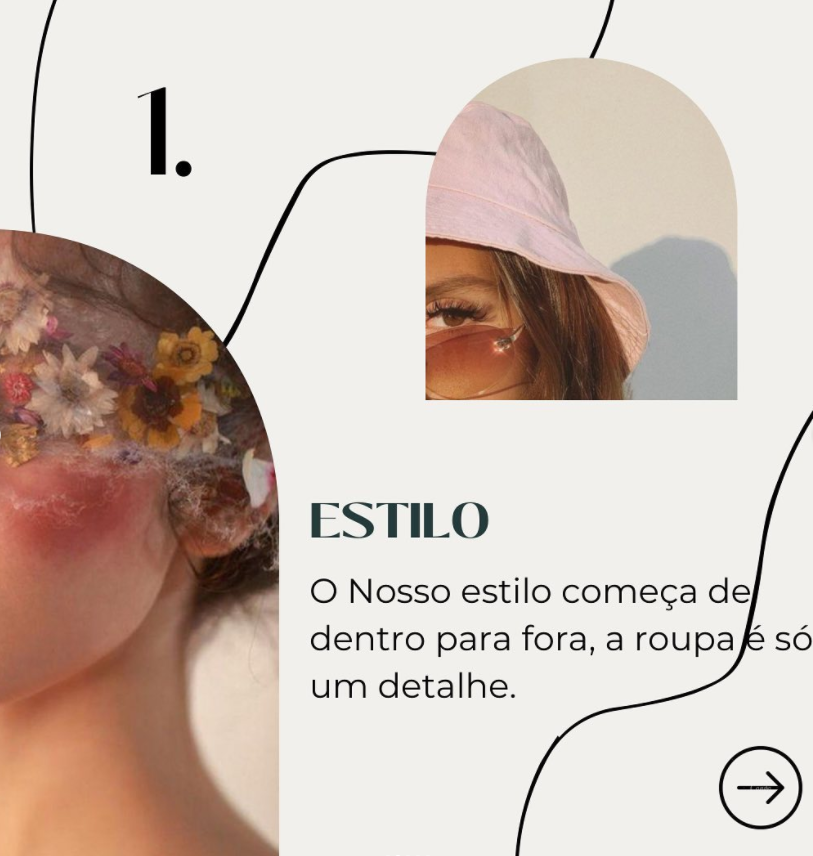 1.
ESTILO
O Nosso estilo começa de
dentro para fora, a roupa é só
um detalhe.